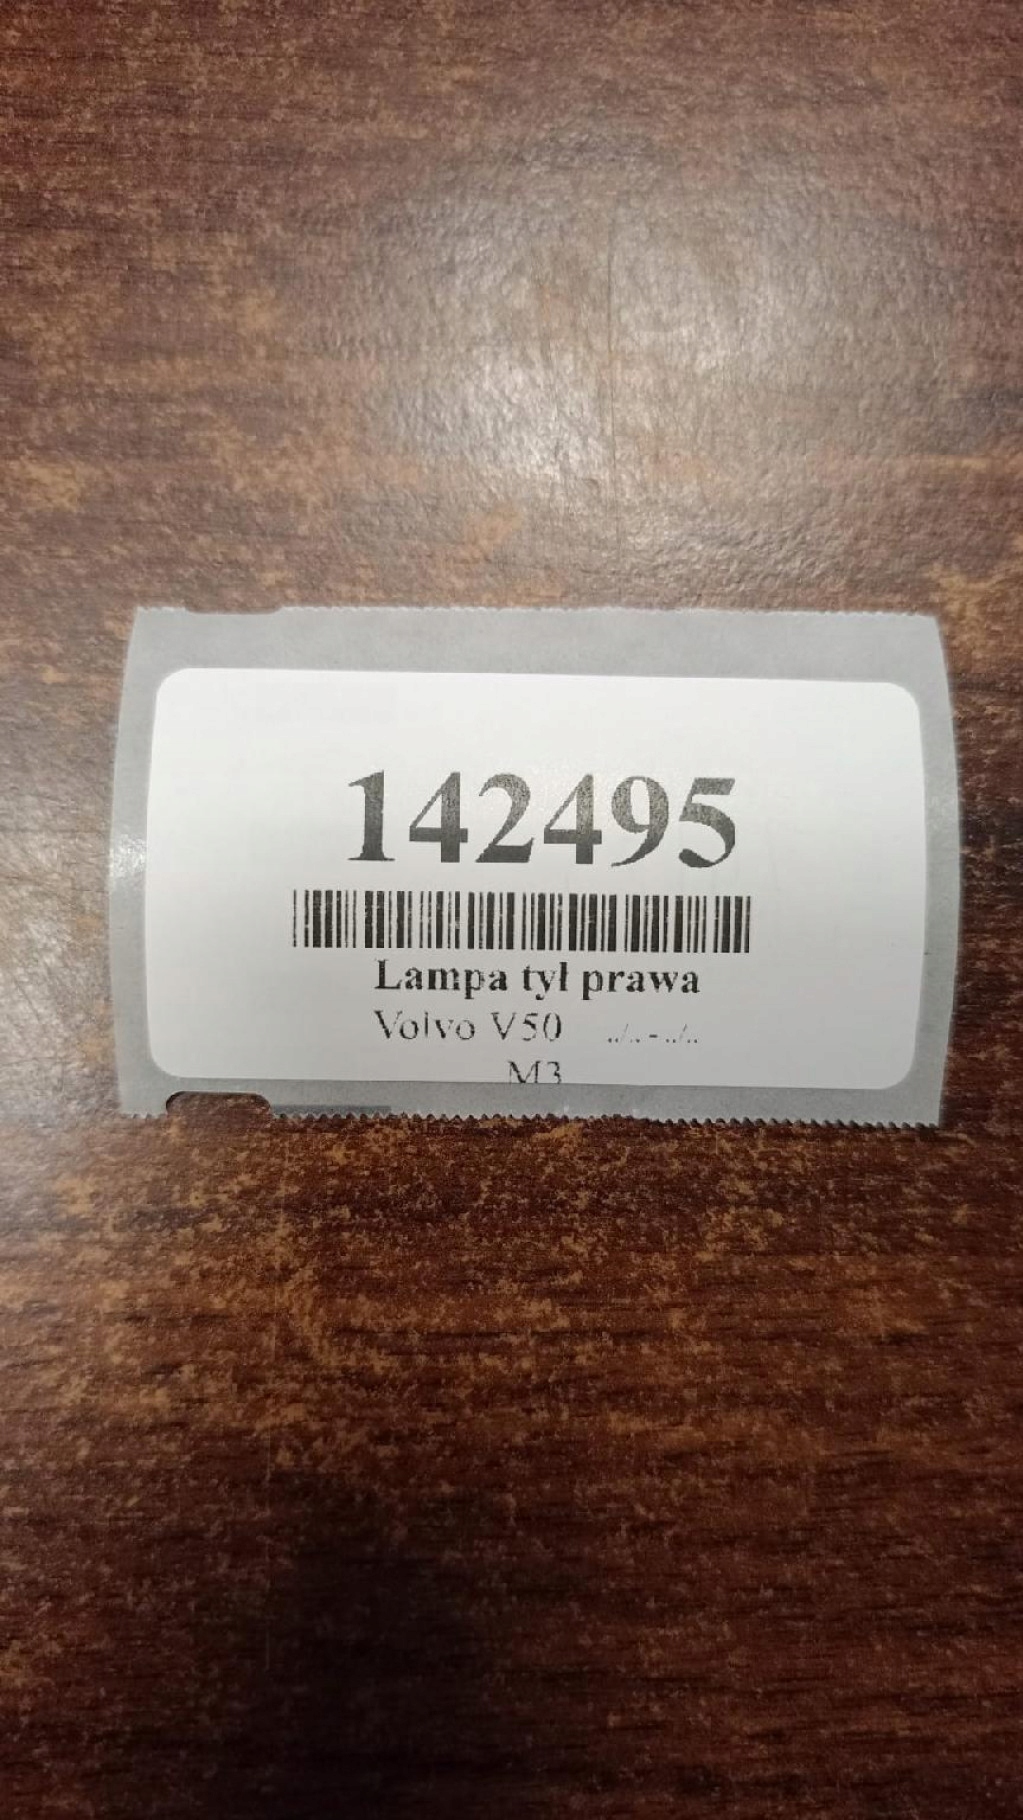 142495
Lampa tył prawa
Volvo V50 ../..-../..
M3